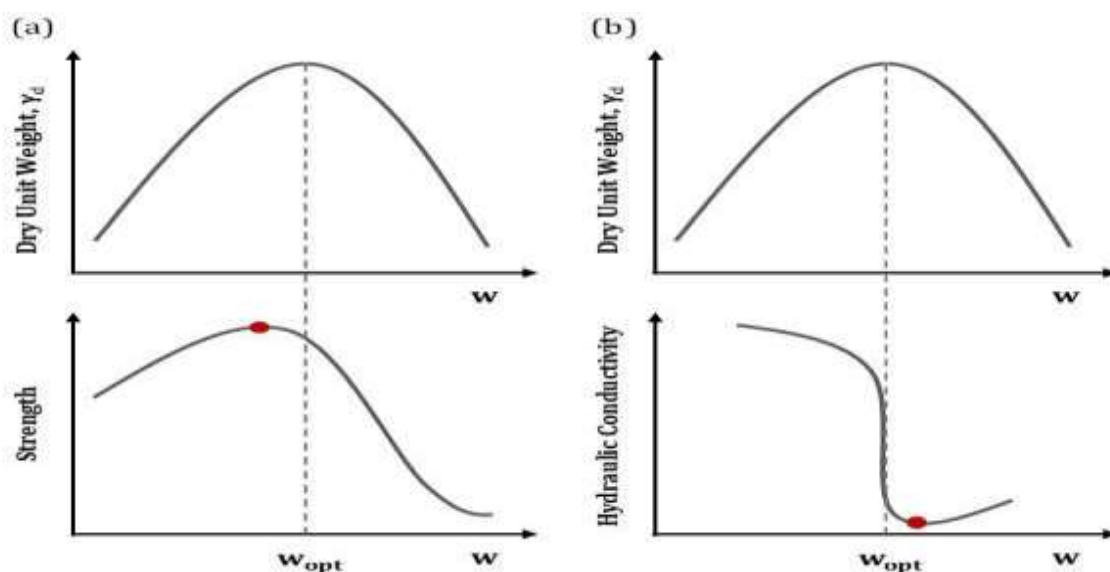 (a)
Dry Unit Weight, γd
w
Strength
wopt
w
(b)
Dry Unit Weight, γd
w
Hydraulic Conductivity
wopt
w